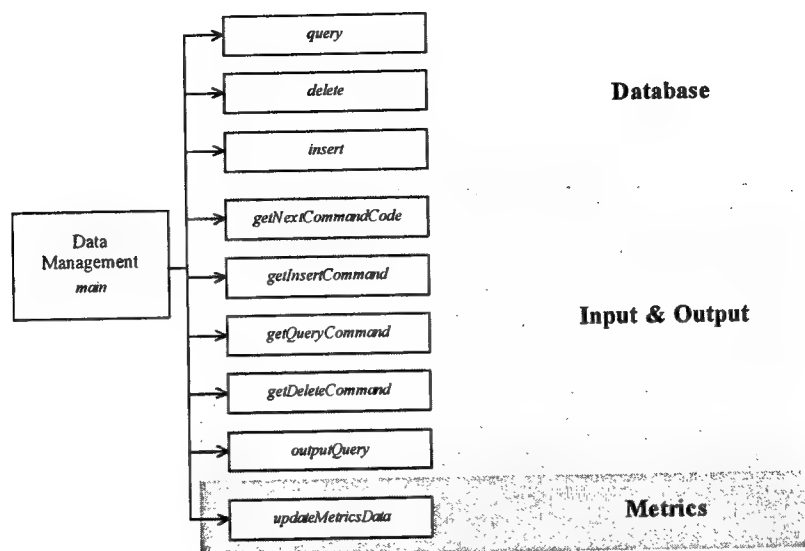 query
delete
Database
insert
getNextCommandCode
Data
Management
main
getInsertCommand
Input & Output
getQueryCommand
getDeleteCommand
outputQuery
Metrics
updateMetricsData